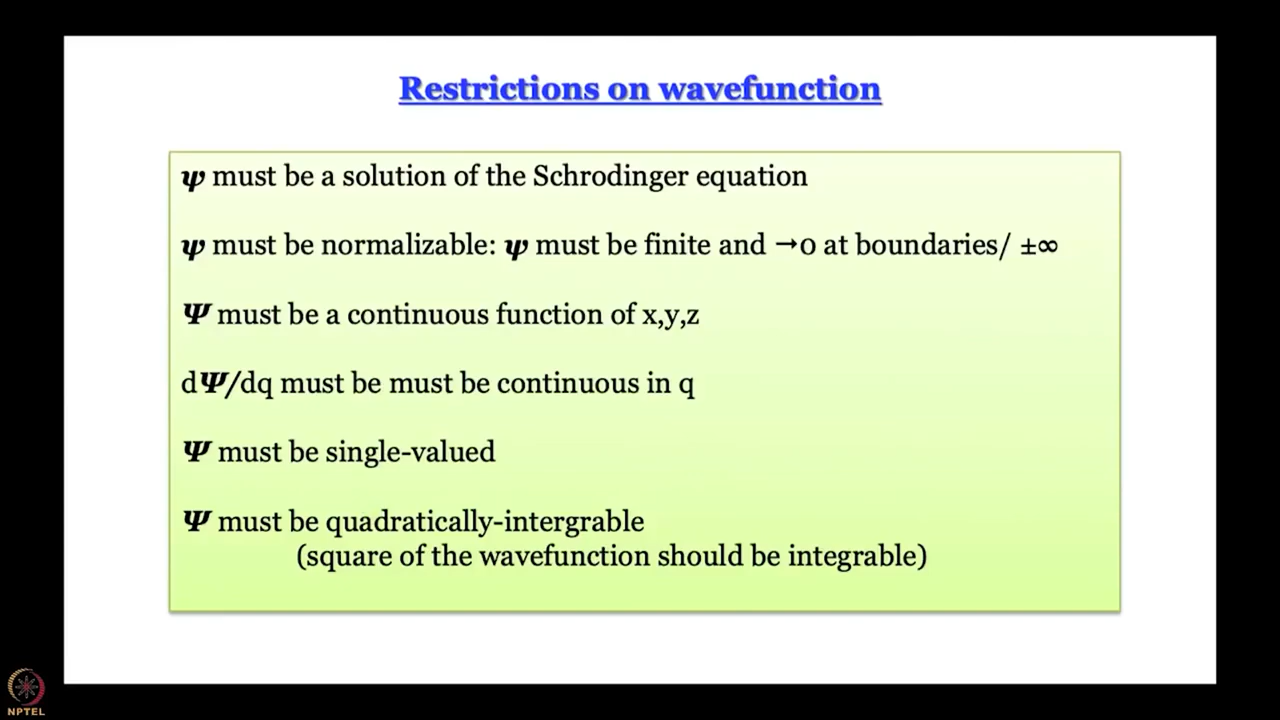 Restrictions on wavefunction
ψ must be a solution of the Schrodinger equation
ψ must be normalizable: ψ must be finite and →0 at boundaries/ ±∞
Ψ must be a continuous function of x,y,z
dΨ/dq must be must be continuous in q
Ψ must be single-valued
Ψ must be quadratically-intergrable
(square of the wavefunction should be integrable)
NPTEL